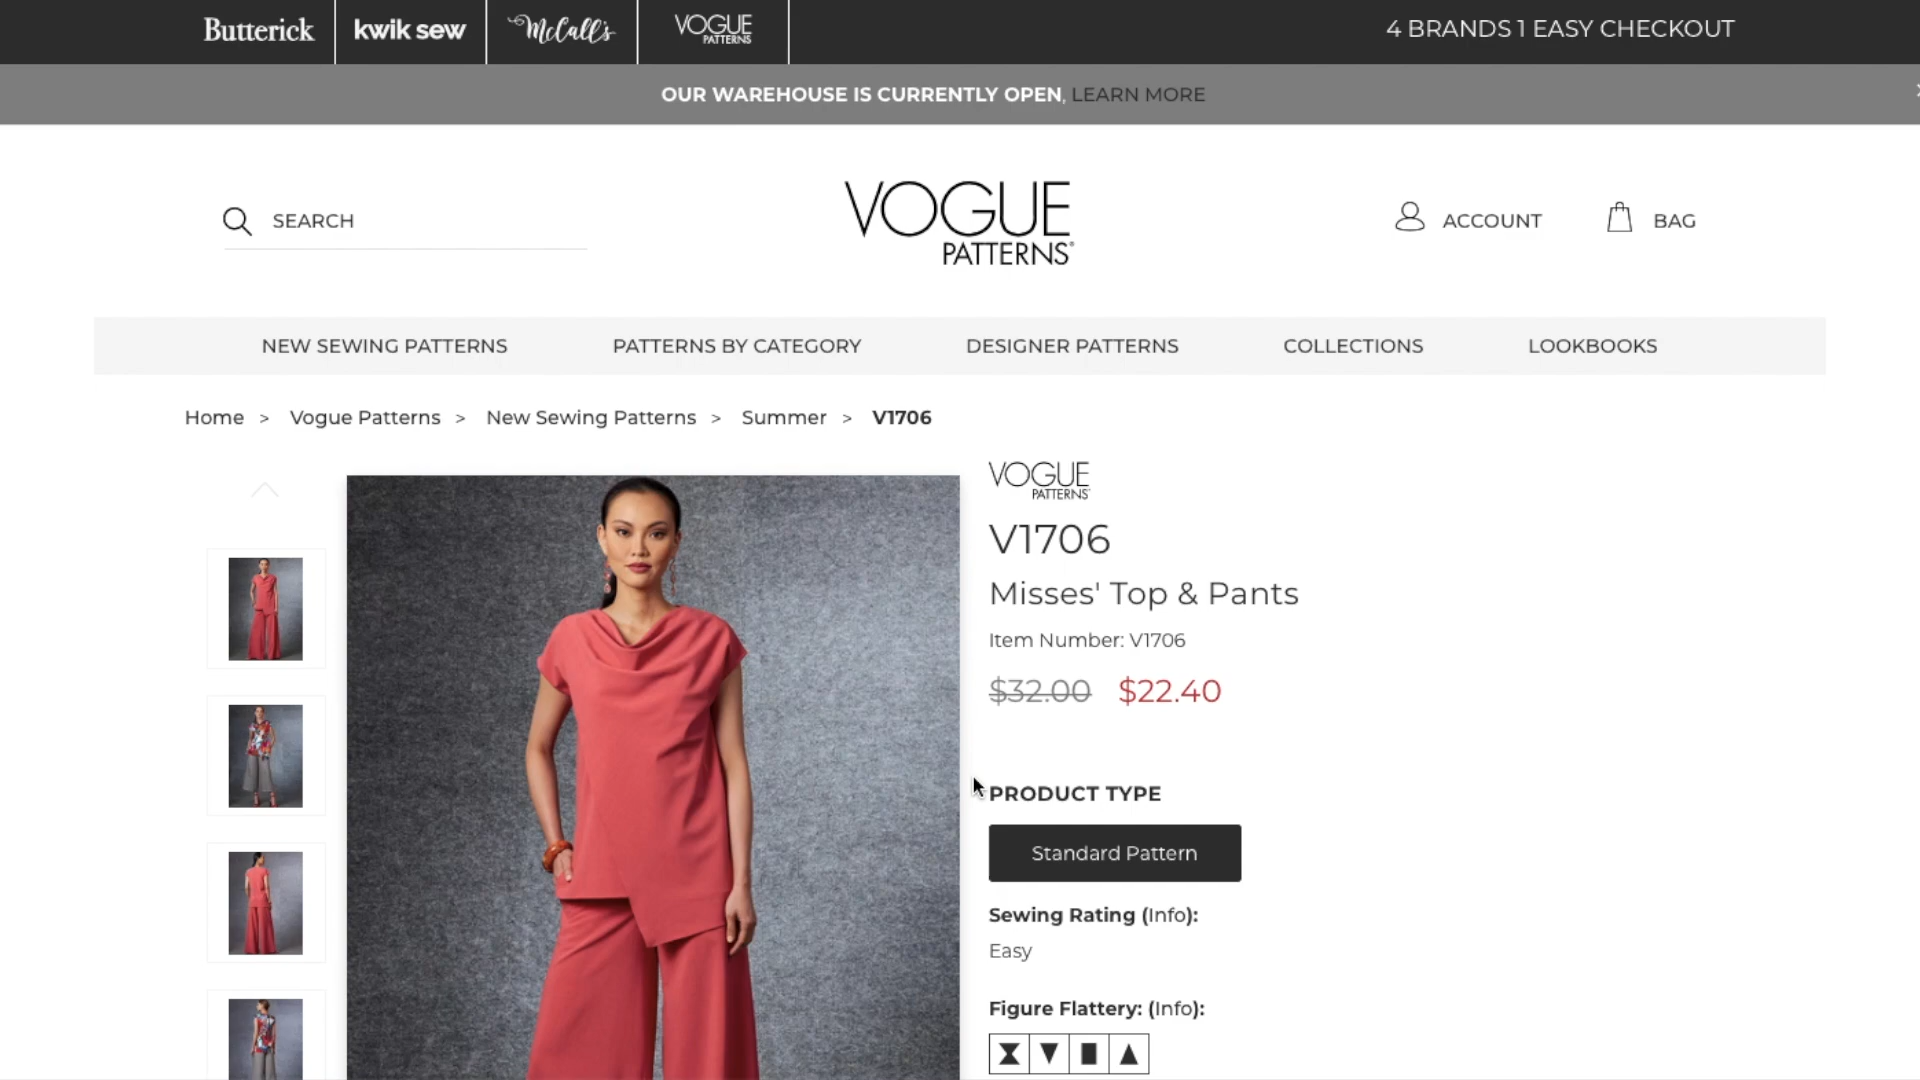 Butterick
kwik sew
McCall's
VOGUE
PATTERNS
4 BRANDS 1 EASY CHECKOUT
OUR WAREHOUSE IS CURRENTLY OPEN, LEARN MORE
SEARCH
VOGUE
PATTERNS®
ACCOUNT
BAG
NEW SEWING PATTERNS
PATTERNS BY CATEGORY
DESIGNER PATTERNS
COLLECTIONS
LOOKBOOKS
Home > Vogue Patterns > New Sewing Patterns > Summer > V1706
VOGUE
PATTERNS®
V1706
Misses' Top & Pants
Item Number: V1706
$32.00 $22.40
PRODUCT TYPE
Standard Pattern
Sewing Rating (Info):
Easy
Figure Flattery: (Info):